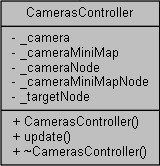 CamerasController
- _camera
- _cameraMiniMap
- _cameraNode
- _cameraMiniMapNode
- _targetNode
+ CamerasController()
+ update()
+ ~CamerasController()